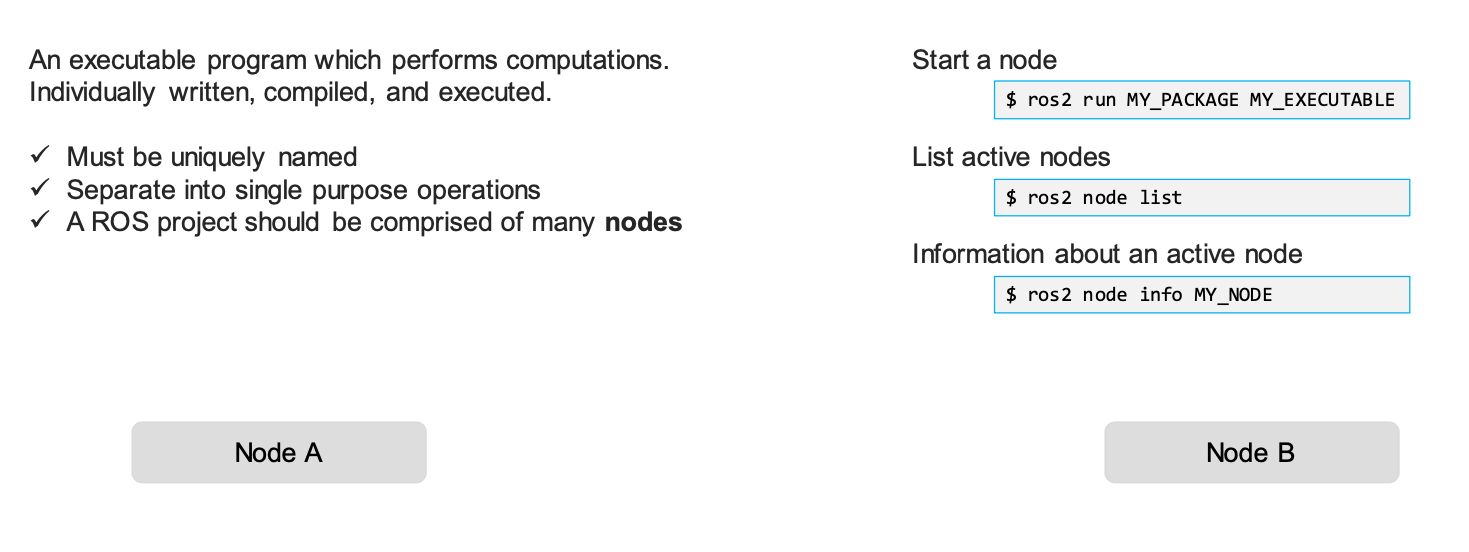 An executable program which performs computations.
Individually written, compiled, and executed.
✓ Must be uniquely named
✓ Separate into single purpose operations
✓ A ROS project should be comprised of many nodes
Start a node
$ ros2 run MY_PACKAGE MY_EXECUTABLE
List active nodes
$ ros2 node list
Information about an active node
$ ros2 node info MY_NODE
Node A
Node B